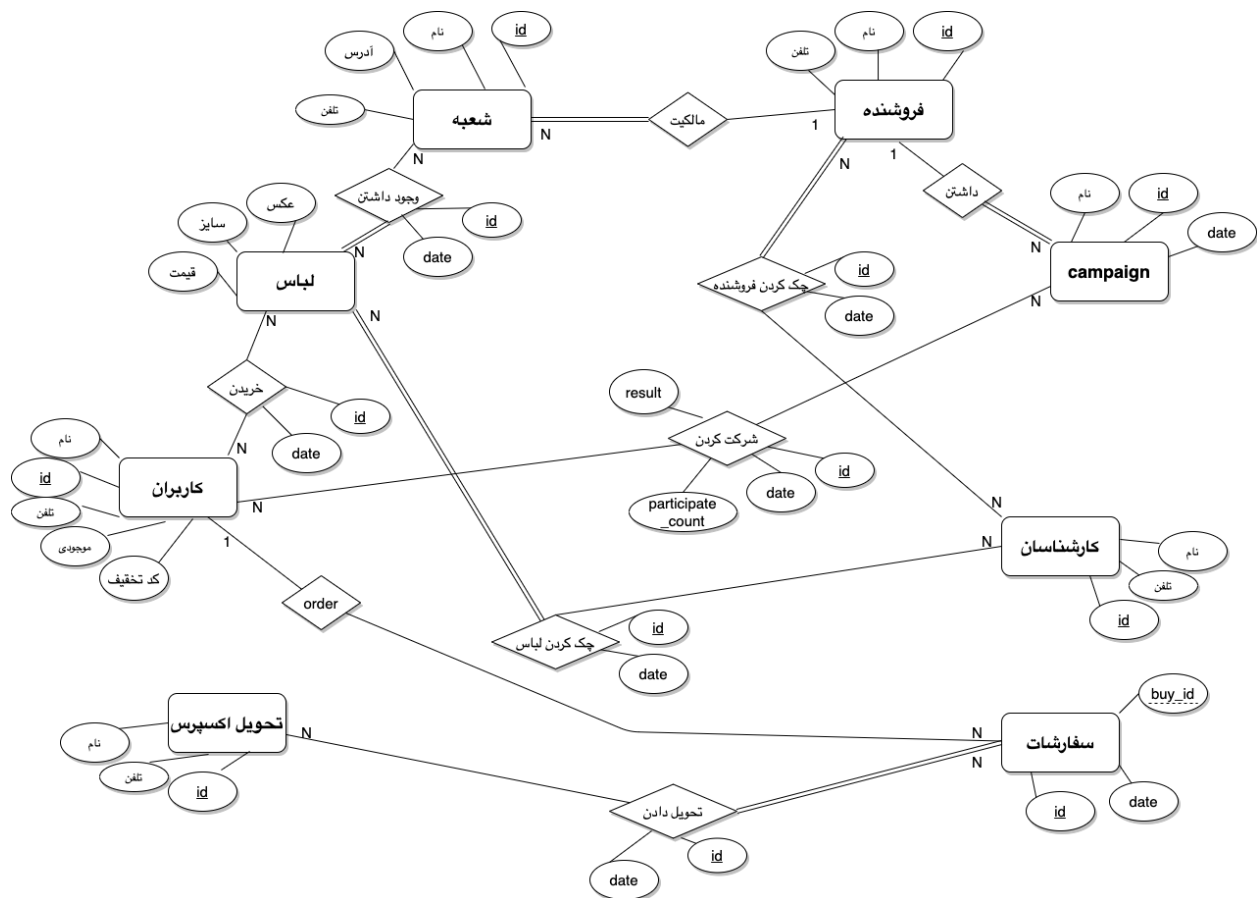 id
نام
آدرس
تلفن
شعبه
N
N
مالکیت
1
id
نام
تلفن
فروشنده
N
1
داشتن
N
id
نام
date
campaign
N
وجود داشتن
id
date
N
عکس
سایز
قیمت
لباس
N
N
چک کردن فروشنده
id
date
خریدن
id
date
N
result
شرکت کردن
id
date
participate
_count
نام
id
تلفن
موجودی
کد تخفیف
کاربران
N
1
order
N
N
کارشناسان
نام
تلفن
id
چک کردن لباس
id
date
تحویل اکسپرس
نام
تلفن
id
N
تحویل دادن
id
date
buy_id
N
سفارشات
N
id
date